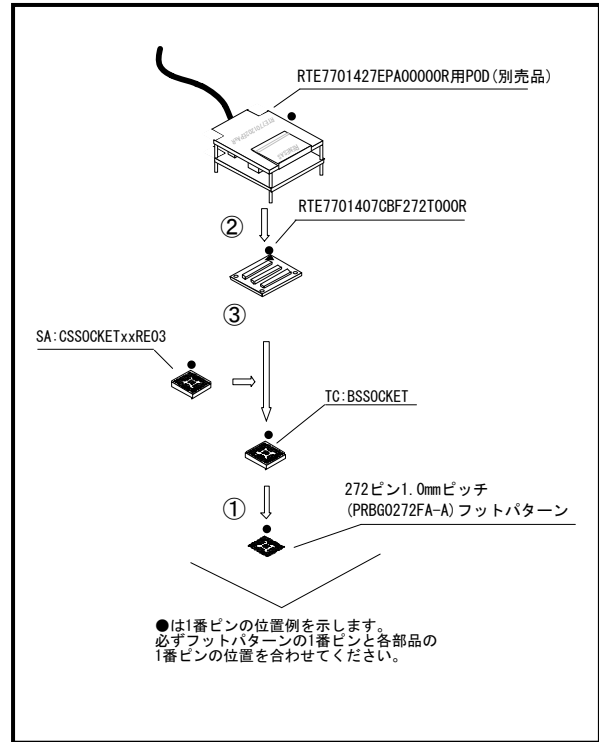 RTE7701427EPA00000R用POD(別売品)
②
RTE7701407CBF272T000R
③
SA:CSSOCKETxxRE03
TC:BSSOCKET
①
272ピン1.0mmピッチ
(PRBG0272FA-A)フットパターン
●は1番ピンの位置例を示します。
必ずフットパターンの1番ピンと各部品の
1番ピンの位置を合わせてください。